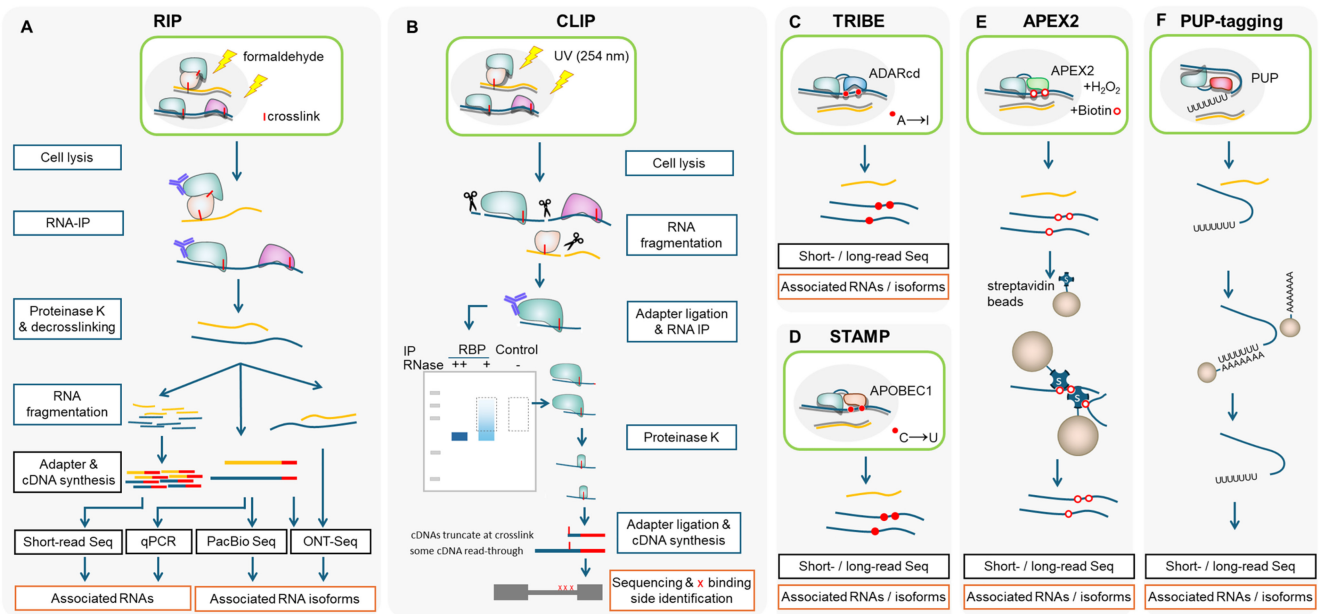 A
RIP
formaldehyde
crosslink
Cell lysis
RNA-IP
Proteinase K
& decrosslinking
RNA
fragmentation
Adapter &
cDNA synthesis
Short-read Seq
qPCR
PacBio Seq
ONT-Seq
Associated RNAs
Associated RNA isoforms
B
CLIP
UV (254 nm)
Cell lysis
RNA
fragmentation
Adapter ligation
& RNA IP
IP
RBP
Control
RNase
++
+
-
Proteinase K
Adapter ligation &
cDNA synthesis
cDNAs truncate at crosslink
some cDNA read-through
x x x
Sequencing & x binding
side identification
C
TRIBE
ADARcd
A→I
Short- / long-read Seq
Associated RNAs / isoforms
D
STAMP
APOBEC1
C→U
Short- / long-read Seq
Associated RNAs / isoforms
E
APEX2
APEX2
+H₂O₂
+Biotin
streptavidin
beads
S
S
S
Short- / long-read Seq
Associated RNAs / isoforms
F
PUP-tagging
PUP
UUUUUUU
UUUUUUU
AAAAAAA
UUUUUUU
AAAAAAA
UUUUUUU
Short- / long-read Seq
Associated RNAs / isoforms